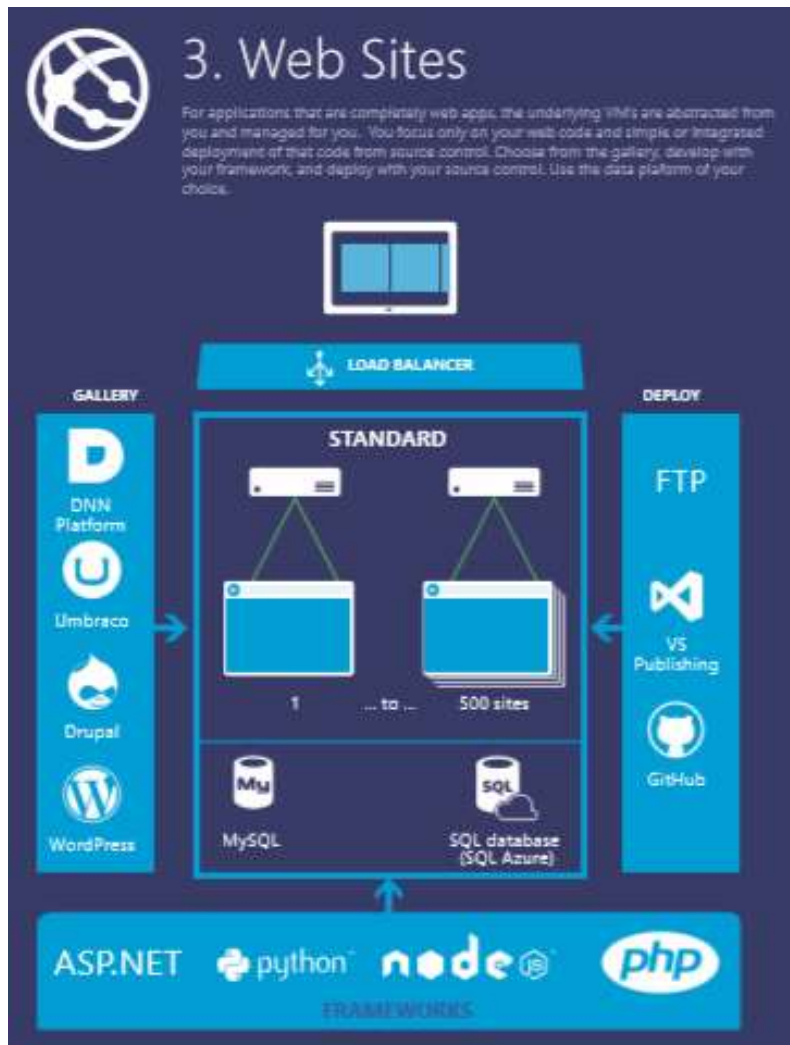 3. Web Sites
For applications that are completely web apps, the underlying VMs are abstracted from
you and managed for you. You focus only on your web code and simple or integrated
deployment of that code from source control. Choose from the gallery, develop with
your framework, and deploy with your source control. Use the data plaform of your
choice.
LOAD BALANCER
GALLERY
DNN
Platform
Umbraco
Drupal
WordPress
STANDARD
1 ... to ... 500 sites
My
MySQL
SQL
SQL database
(SQL Azure)
DEPLOY
FTP
VS
Publishing
GitHub
ASP.NET python node JS php
FRAMEWORKS